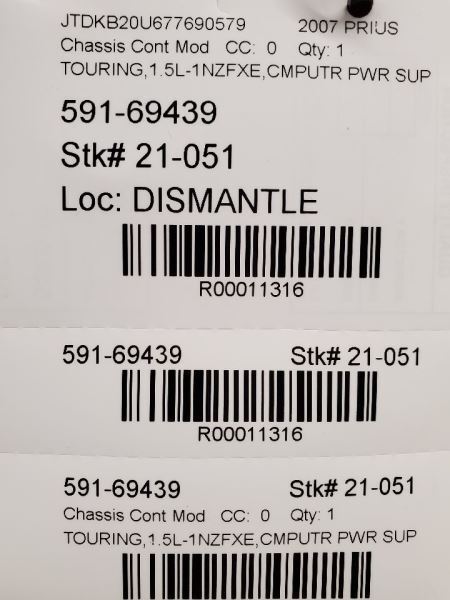 JTDKB20U677690579 2007 PRIUS
Chassis Cont Mod CC: 0 Qty: 1
TOURING,1.5L-1NZFXE,CMPUTR PWR SUP
591-69439
Stk# 21-051
Loc: DISMANTLE
R00011316
591-69439 Stk# 21-051
R00011316
591-69439 Stk# 21-051
Chassis Cont Mod CC: 0 Qty: 1
TOURING,1.5L-1NZFXE,CMPUTR PWR SUP